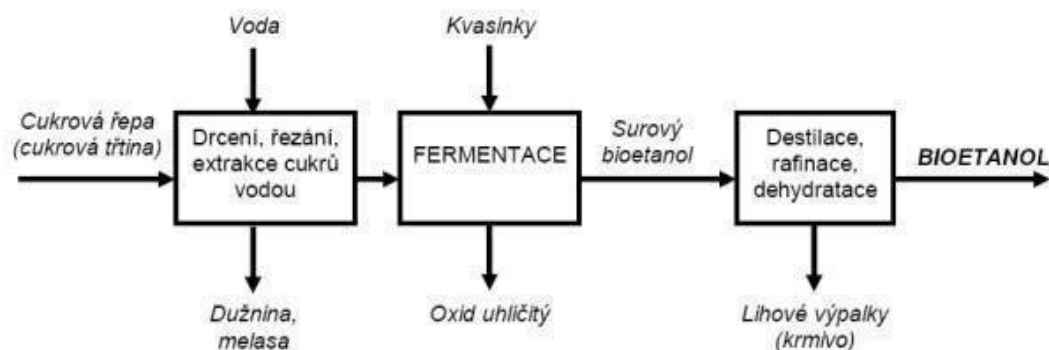 Voda
Kvasinky
Cukrová řepa
(cukrová třtina)
Drcení, řezání,
extrakce cukrů
vodou
FERMENTACE
Surový
bioetanol
Destilace,
rafinace,
dehydratace
BIOETANOL
Dužnina,
melasa
Oxid uhličitý
Lihové výpalky
(krmivo)